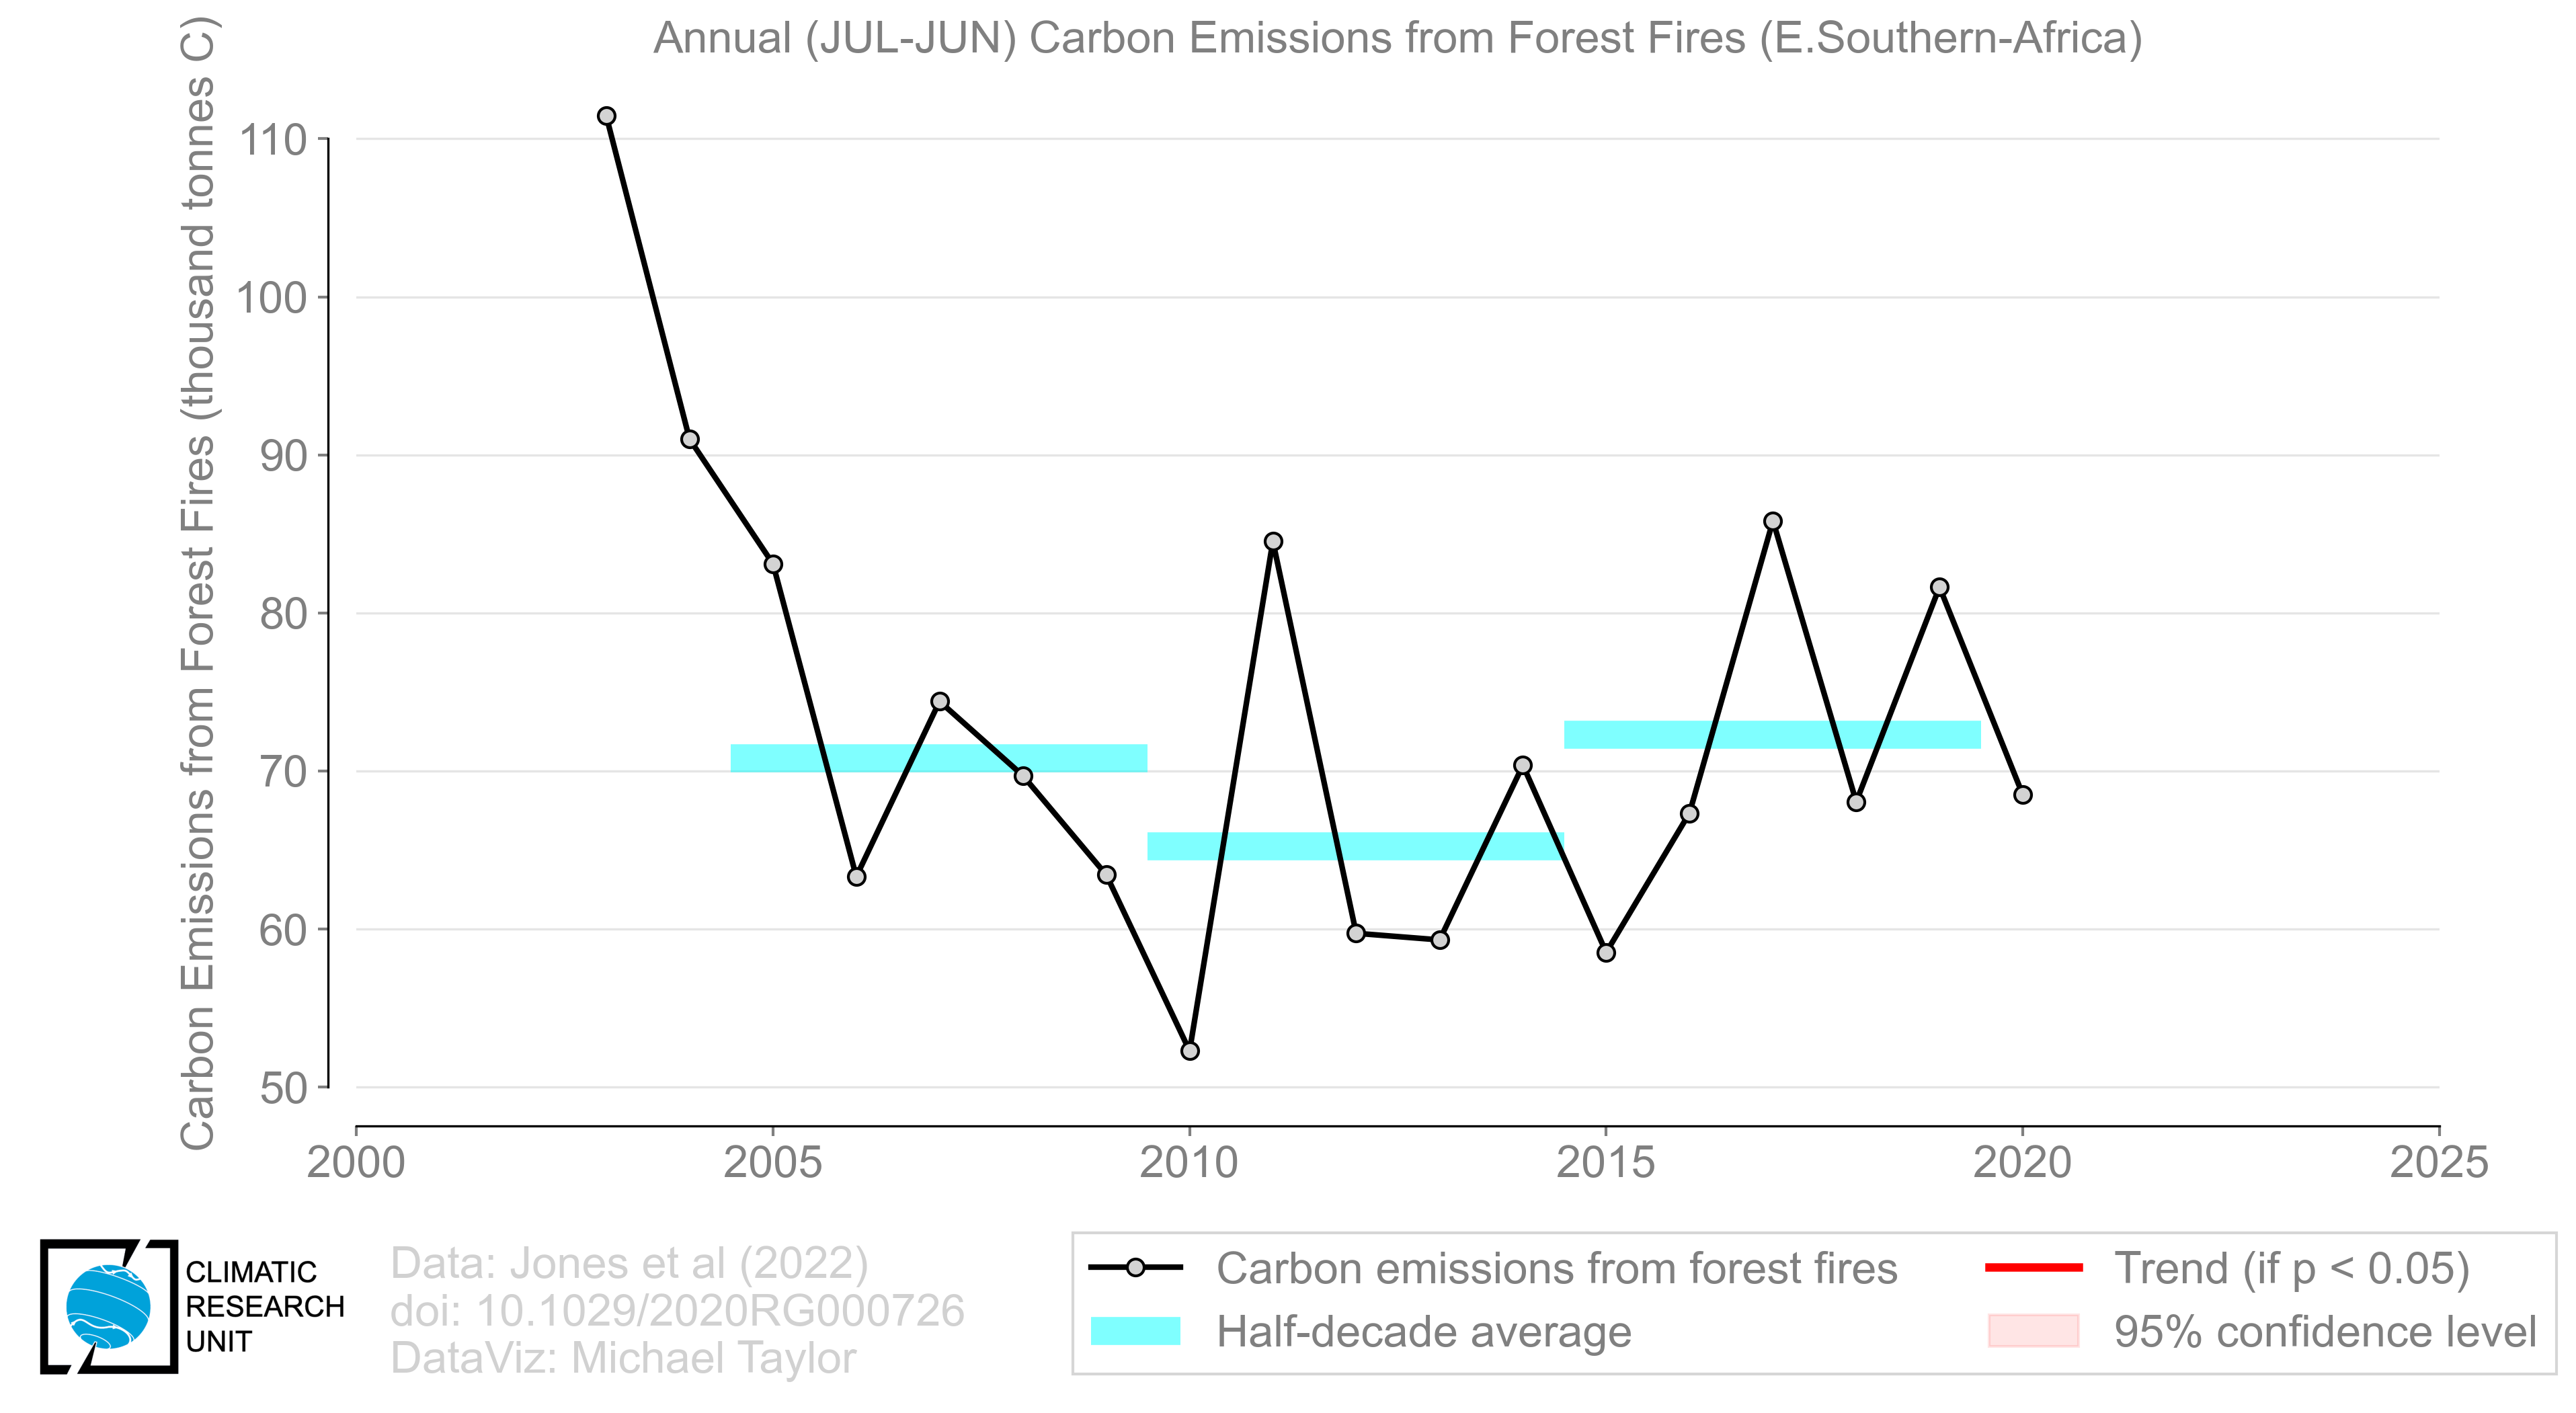 Annual (JUL-JUN) Carbon Emissions from Forest Fires (E.Southern-Africa)
Carbon Emissions from Forest Fires (thousand tonnes C)
110
100
90
80
70
60
50
2000 2005 2010 2015 2020 2025
CLIMATIC
RESEARCH
UNIT
Data: Jones et al (2022)
doi: 10.1029/2020RG000726
DataViz: Michael Taylor
Carbon emissions from forest fires
Half-decade average
Trend (if p < 0.05)
95% confidence level